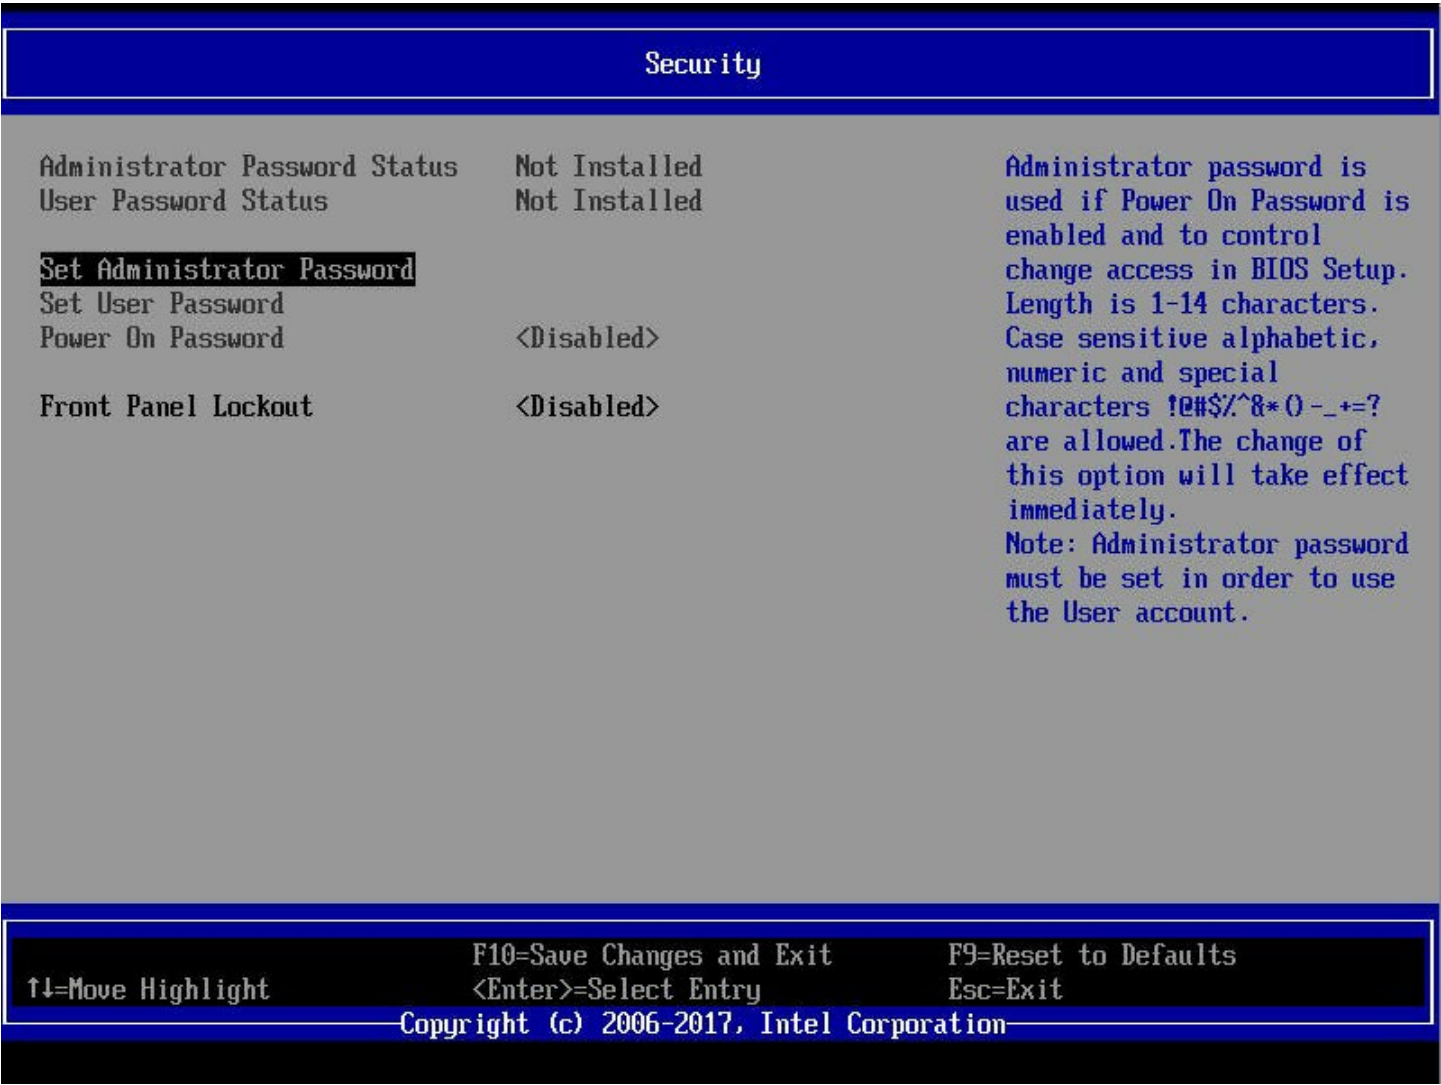 Security
Administrator Password Status Not Installed
User Password Status Not Installed
Set Administrator Password
Set User Password
Power On Password <Disabled>
Front Panel Lockout <Disabled>
Administrator password is
used if Power On Password is
enabled and to control
change access in BIOS Setup.
Length is 1-14 characters.
Case sensitive alphabetic,
numeric and special
characters !@#$%^&*()-_+=?
are allowed.The change of
this option will take effect
immediately.
Note: Administrator password
must be set in order to use
the User account.
F10=Save Changes and Exit F9=Reset to Defaults
↑↓=Move Highlight <Enter>=Select Entry Esc=Exit
Copyright (c) 2006-2017, Intel Corporation